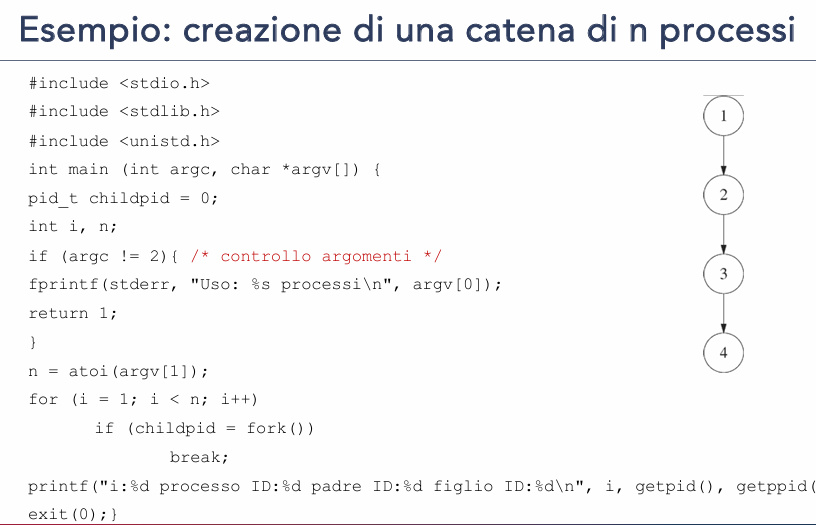 Esempio: creazione di una catena di n processi
#include <stdio.h>
#include <stdlib.h>
#include <unistd.h>
int main (int argc, char *argv[]) {
pid_t childpid = 0;
int i, n;
if (argc != 2){ /* controllo argomenti */
fprintf(stderr, "Uso: %s processi\n", argv[0]);
return 1;
}
n = atoi(argv[1]);
for (i = 1; i < n; i++)
if (childpid = fork())
break;
printf("i:%d processo ID:%d padre ID:%d figlio ID:%d\n", i, getpid(), getppid(
exit(0);}
1
2
3
4